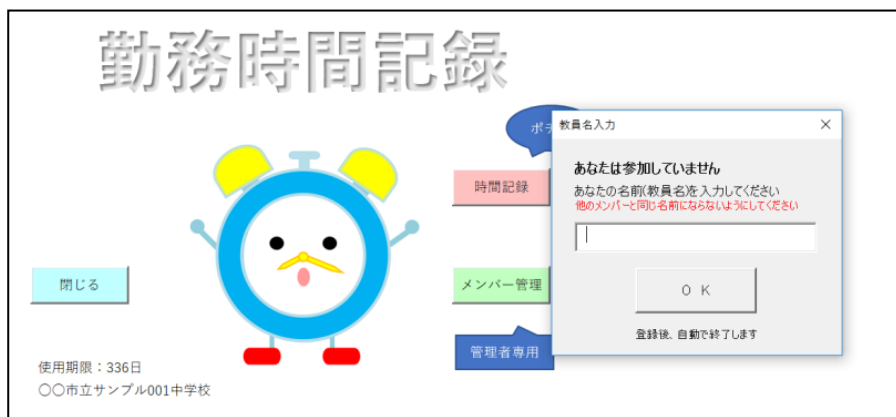 勤務時間記録
ボ
教員名入力
あなたは参加していません
あなたの名前(教員名)を入力してください
他のメンバーと同じ名前にならないようにしてください
時間記録
閉じる
メンバー管理
O K
登録後、自動で終了します
管理者専用
使用期限：336日
〇〇市立サンプル001中学校